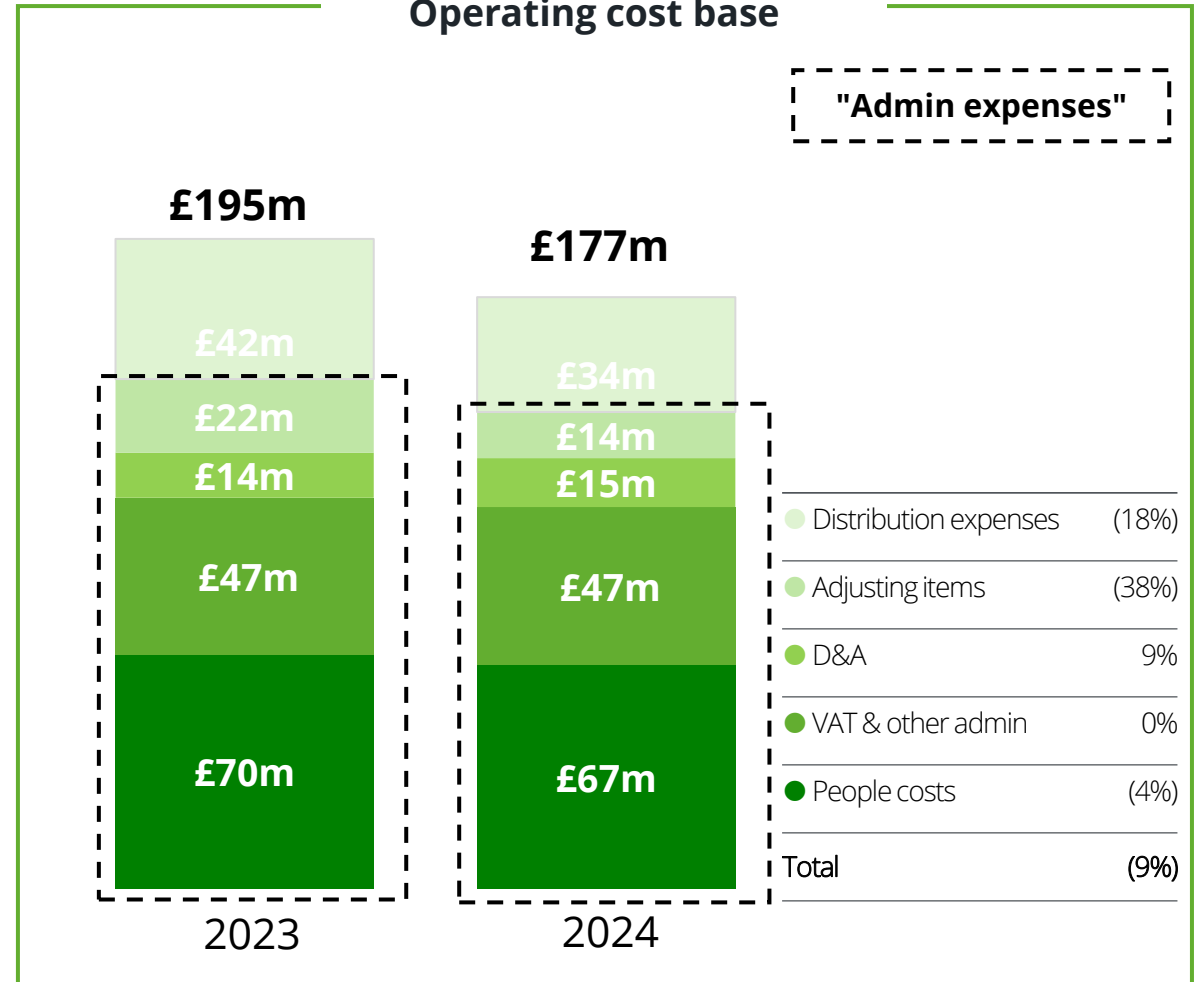 Operating cost base
"Admin expenses"
£195m
£177m
£42m
£34m
£22m
£14m
£14m
£15m
£47m
£47m
£70m
£67m
Distribution expenses (18%)
Adjusting items (38%)
D&A 9%
VAT & other admin 0%
People costs (4%)
Total (9%)
2023
2024